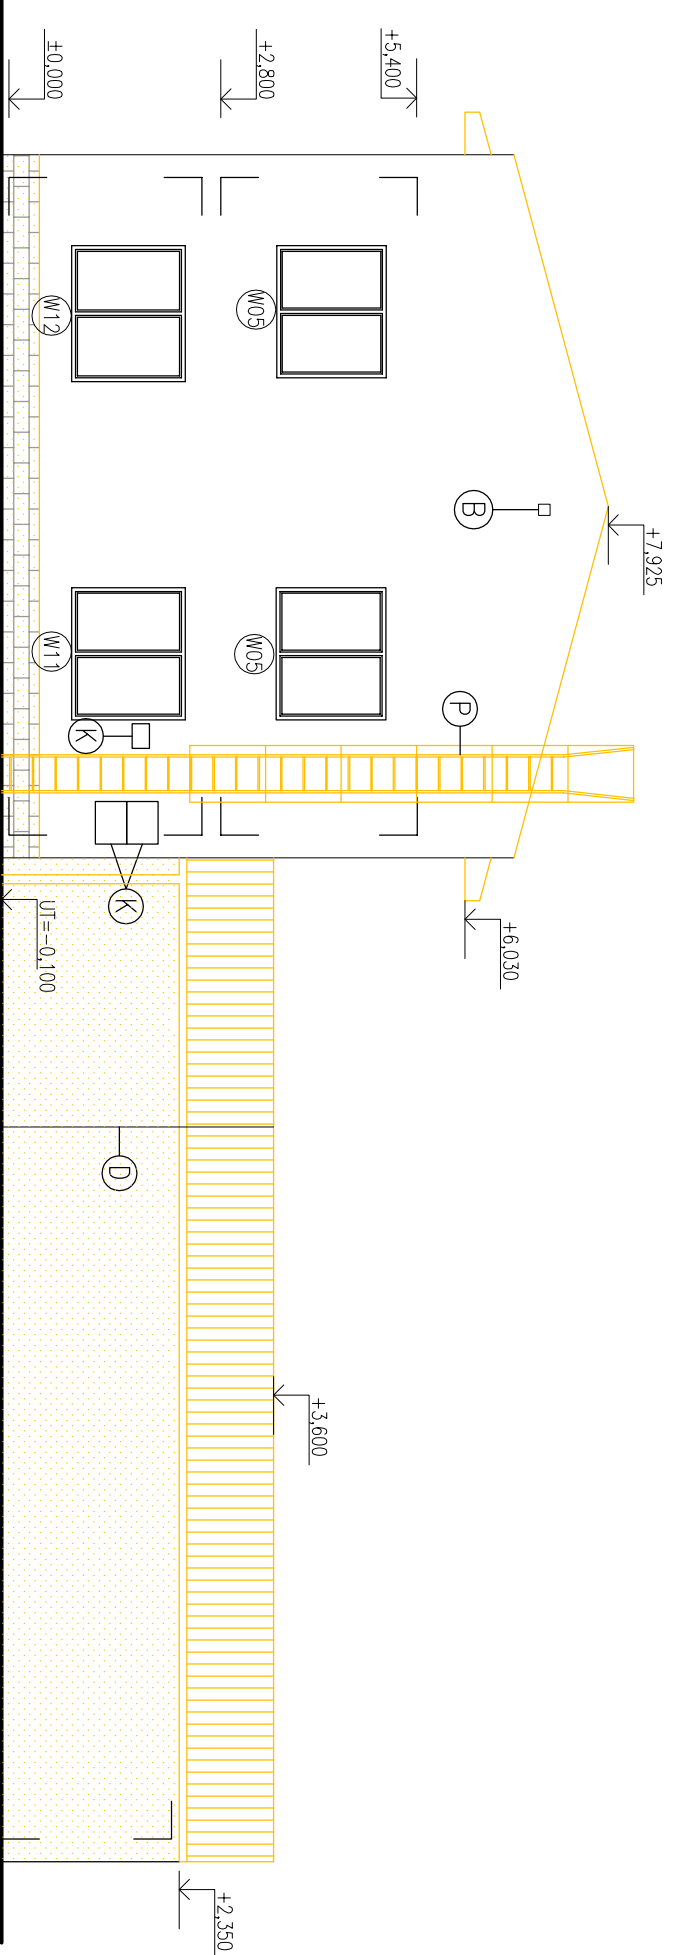 ±0,000
+2,800
+5,400
+7,925
W12
W05
B
W11
W05
K
P
K
UT=-0,100
+6,030
D
+3,600
+2,350